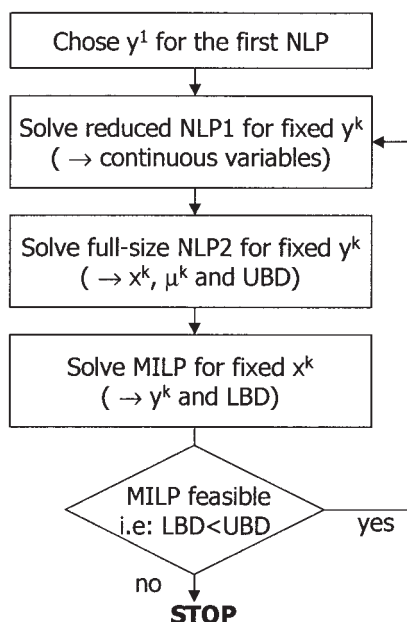 Chose y¹ for the first NLP
Solve reduced NLP1 for fixed yᵏ
( → continuous variables)
Solve full-size NLP2 for fixed yᵏ
( → xᵏ, μᵏ and UBD)
Solve MILP for fixed xᵏ
( → yᵏ and LBD)
MILP feasible
i.e: LBD<UBD
yes
no
STOP